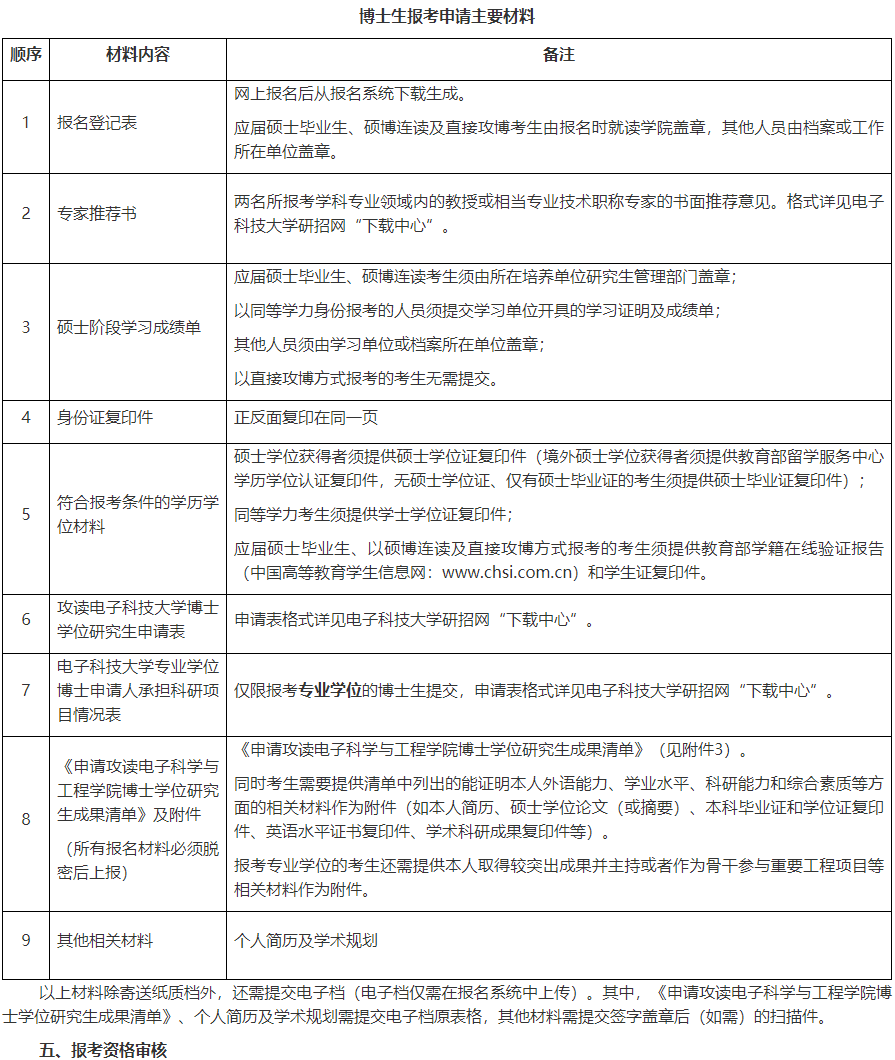 博士生报考申请主要材料
顺序 材料内容 备注
1 报名登记表
网上报名后从报名系统下载生成。
应届硕士毕业生、硕博连读及直接攻博考生由报名时就读学院盖章，其他人员由档案或工作
所在单位盖章。
2 专家推荐书
两名所报考学科专业领域内的教授或相当专业技术职称专家的书面推荐意见。格式详见电子
科技大学研招网“下载中心”。
3 硕士阶段学习成绩单
应届硕士毕业生、硕博连读考生须由所在培养单位研究生管理部门盖章；
以同等学力身份报考的人员须提交学习单位开具的学习证明及成绩单；
其他人员须由学习单位或档案所在单位盖章；
以直接攻博方式报考的考生无需提交。
4 身份证复印件 正反面复印在同一页
5 符合报考条件的学历学
位材料
硕士学位获得者须提供硕士学位证复印件（境外硕士学位获得者须提供教育部留学服务中心
学历学位认证复印件，无硕士学位证、仅有硕士毕业证的考生须提供硕士毕业证复印件）；
同等学力考生须提供学士学位证复印件；
应届硕士毕业生、以硕博连读及直接攻博方式报考的考生须提供教育部学籍在线验证报告
（中国高等教育学生信息网：www.chsi.com.cn）和学生证复印件。
6 攻读电子科技大学博士
学位研究生申请表
申请表格式详见电子科技大学研招网“下载中心”。
7 电子科技大学专业学位
博士申请人承担科研项
目情况表
仅限报考专业学位的博士生提交，申请表格式详见电子科技大学研招网“下载中心”。
8 《申请攻读电子科学与
工程学院博士学位研究
生成果清单》及附件
（所有报名材料必须脱
密后上报）
《申请攻读电子科学与工程学院博士学位研究生成果清单》（见附件3）。
同时考生需要提供清单中列出的能证明本人外语能力、学业水平、科研能力和综合素质等方
面的相关材料作为附件（如本人简历、硕士学位论文（或摘要）、本科毕业证和学位证复印
件、英语水平证书复印件、学术科研成果复印件等）。
报考专业学位的考生还需提供本人取得较突出成果并主持或者作为骨干参与重要工程项目等
相关材料作为附件。
9 其他相关材料 个人简历及学术规划
以上材料除寄送纸质档外，还需提交电子档（电子档仅需在报名系统中上传）。其中，《申请攻读电子科学与工程学院博
士学位研究生成果清单》、个人简历及学术规划需提交电子档原表格，其他材料需提交签字盖章后（如需）的扫描件。
五、报考资格审核